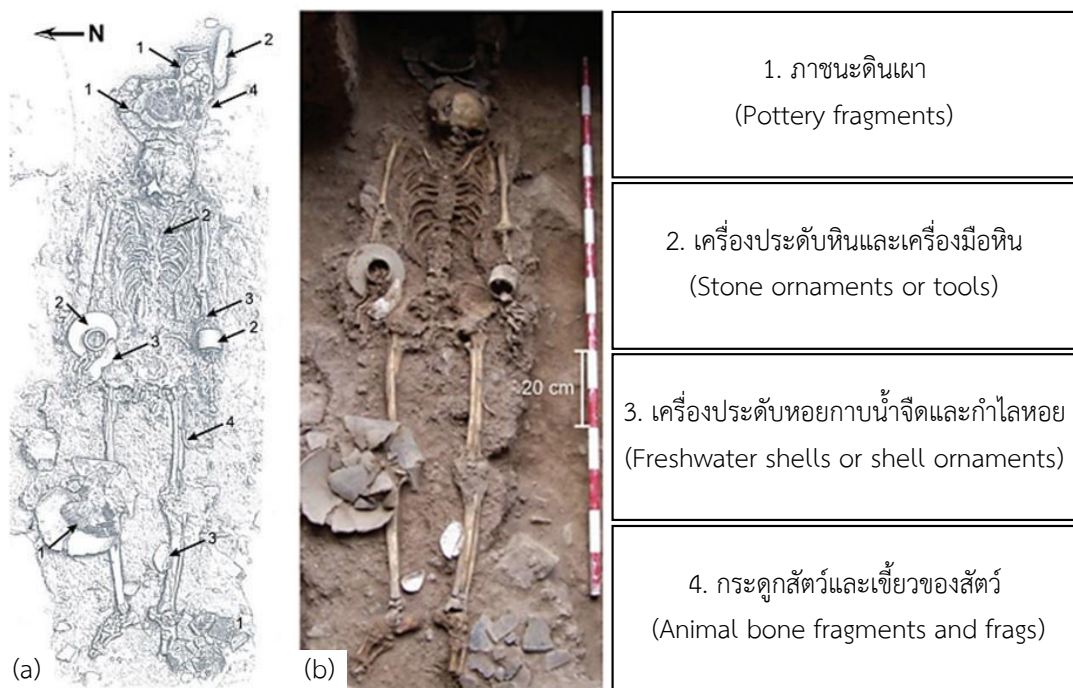 N
1
2
1
4
2
3
2
2
3
4
3
1
(a)
20 cm
(b)
1. ภาชนะดินเผา
(Pottery fragments)
2. เครื่องประดับหินและเครื่องมือหิน
(Stone ornaments or tools)
3. เครื่องประดับหอยกาบน้ำจืดและกำไลหอย
(Freshwater shells or shell ornaments)
4. กระดูกสัตว์และเขี้ยวของสัตว์
(Animal bone fragments and frags)